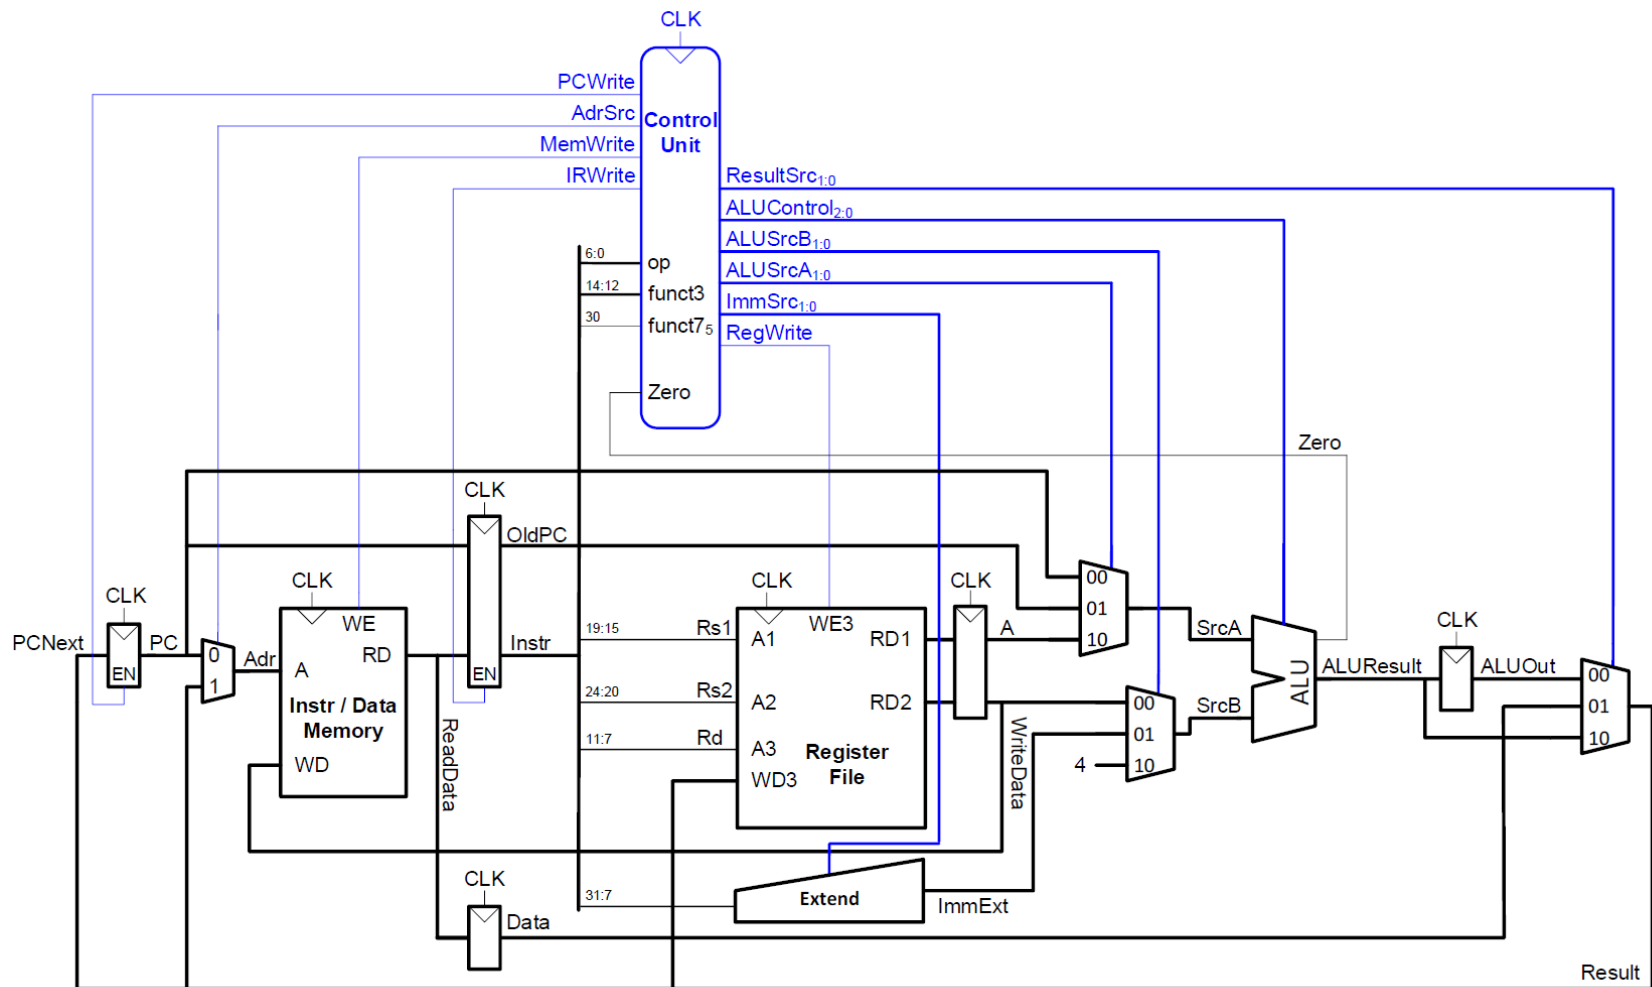 CLK
PCWrite
AdrSrc
MemWrite
IRWrite
Control
Unit
ResultSrc1:0
ALUControl2:0
ALUSrcB1:0
ALUSrcA1:0
ImmSrc1:0
RegWrite
6:0
op
14:12
funct3
30
funct75
Zero
Zero
CLK
OldPC
CLK
PCNext
EN
PC
0
1
Adr
CLK
WE
A
RD
Instr / Data
Memory
WD
EN
Instr
ReadData
19:15
Rs1
24:20
Rs2
11:7
Rd
31:7
CLK
WE3
A1
RD1
A2
RD2
A3
WD3
Register
File
CLK
A
WriteData
00
01
10
SrcA
00
01
10
4
SrcB
ALU
ALUResult
CLK
ALUOut
00
01
10
Extend
ImmExt
CLK
Data
Result